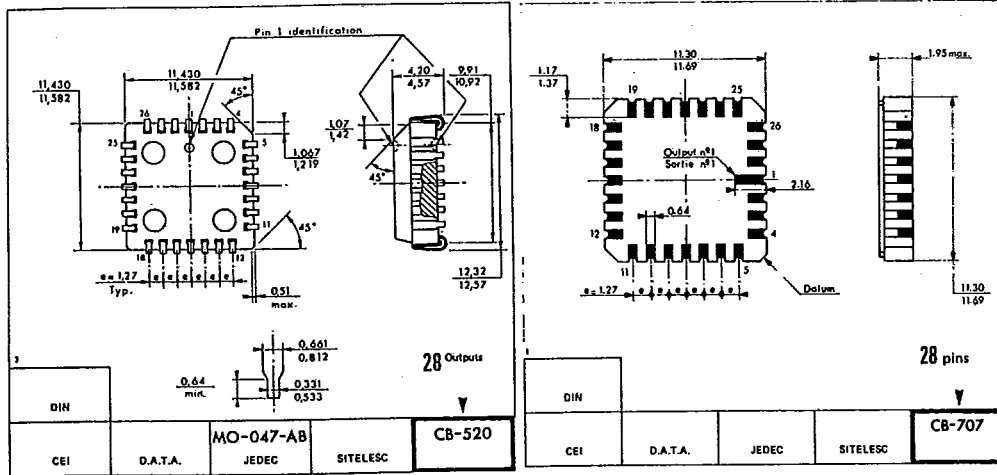 Pin 1 identification
11,430
11,582
45°
4,20
4,57
9,91
10,92
11,430
11,582
26
4
25
5
1,067
1,219
1,07
1,42
45°
19
11
45°
18
12
e = 1,27
Typ.
e e e e e
0,51
max.
12,32
12,57
0,661
0,812
0,64
min.
0,331
0,533
28 Outputs
DIN
CEI
D.A.T.A.
MO-047-AB
JEDEC
SITELESC
CB-520
11.30
11.69
1.95 max.
1.17
1.37
19
25
18
26
Output nº1
Sortie nº1
1
2.16
0.64
12
4
11
5
e = 1.27
e e e e e
Datum
11.30
11.69
28 pins
DIN
CEI
D.A.T.A.
JEDEC
SITELESC
CB-707